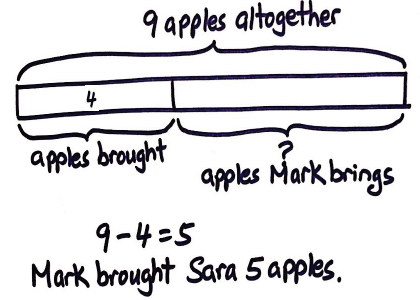 9 apples altogether
4
apples brought
?
apples Mark brings
9-4=5
Mark brought Sara 5 apples.